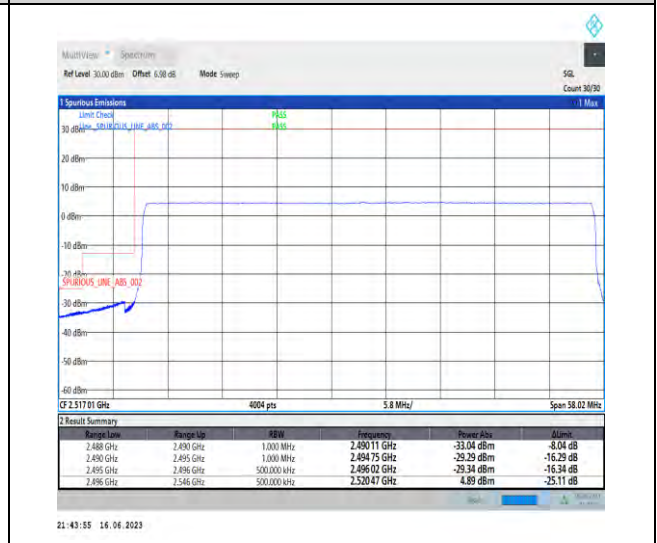 MultiView Spectrum
Ref Level 30.00 dBm Offset 6.98 dB Mode Sweep SGL
Count 30/30
1 Spurious Emissions 1 Max
Limit Check PASS
30 dBm Line_SPURIOUS_LINE_ABS_002 PASS
20 dBm
10 dBm
0 dBm
-10 dBm
-20 dBm
SPURIOUS_LINE_ABS_002
-30 dBm
-40 dBm
-50 dBm
-60 dBm
CF 2.517 01 GHz 4004 pts 5.8 MHz/ Span 58.02 MHz
2 Result Summary
Range Low Range Up RBW Frequency Power Abs ΔLimit
2.488 GHz 2.490 GHz 1.000 MHz 2.490 11 GHz -33.04 dBm -8.04 dB
2.490 GHz 2.495 GHz 1.000 MHz 2.494 75 GHz -29.29 dBm -16.29 dB
2.495 GHz 2.496 GHz 500.000 kHz 2.496 02 GHz -29.34 dBm -16.34 dB
2.496 GHz 2.546 GHz 500.000 kHz 2.520 47 GHz 4.89 dBm -25.11 dB
21:43:55 16.06.2023